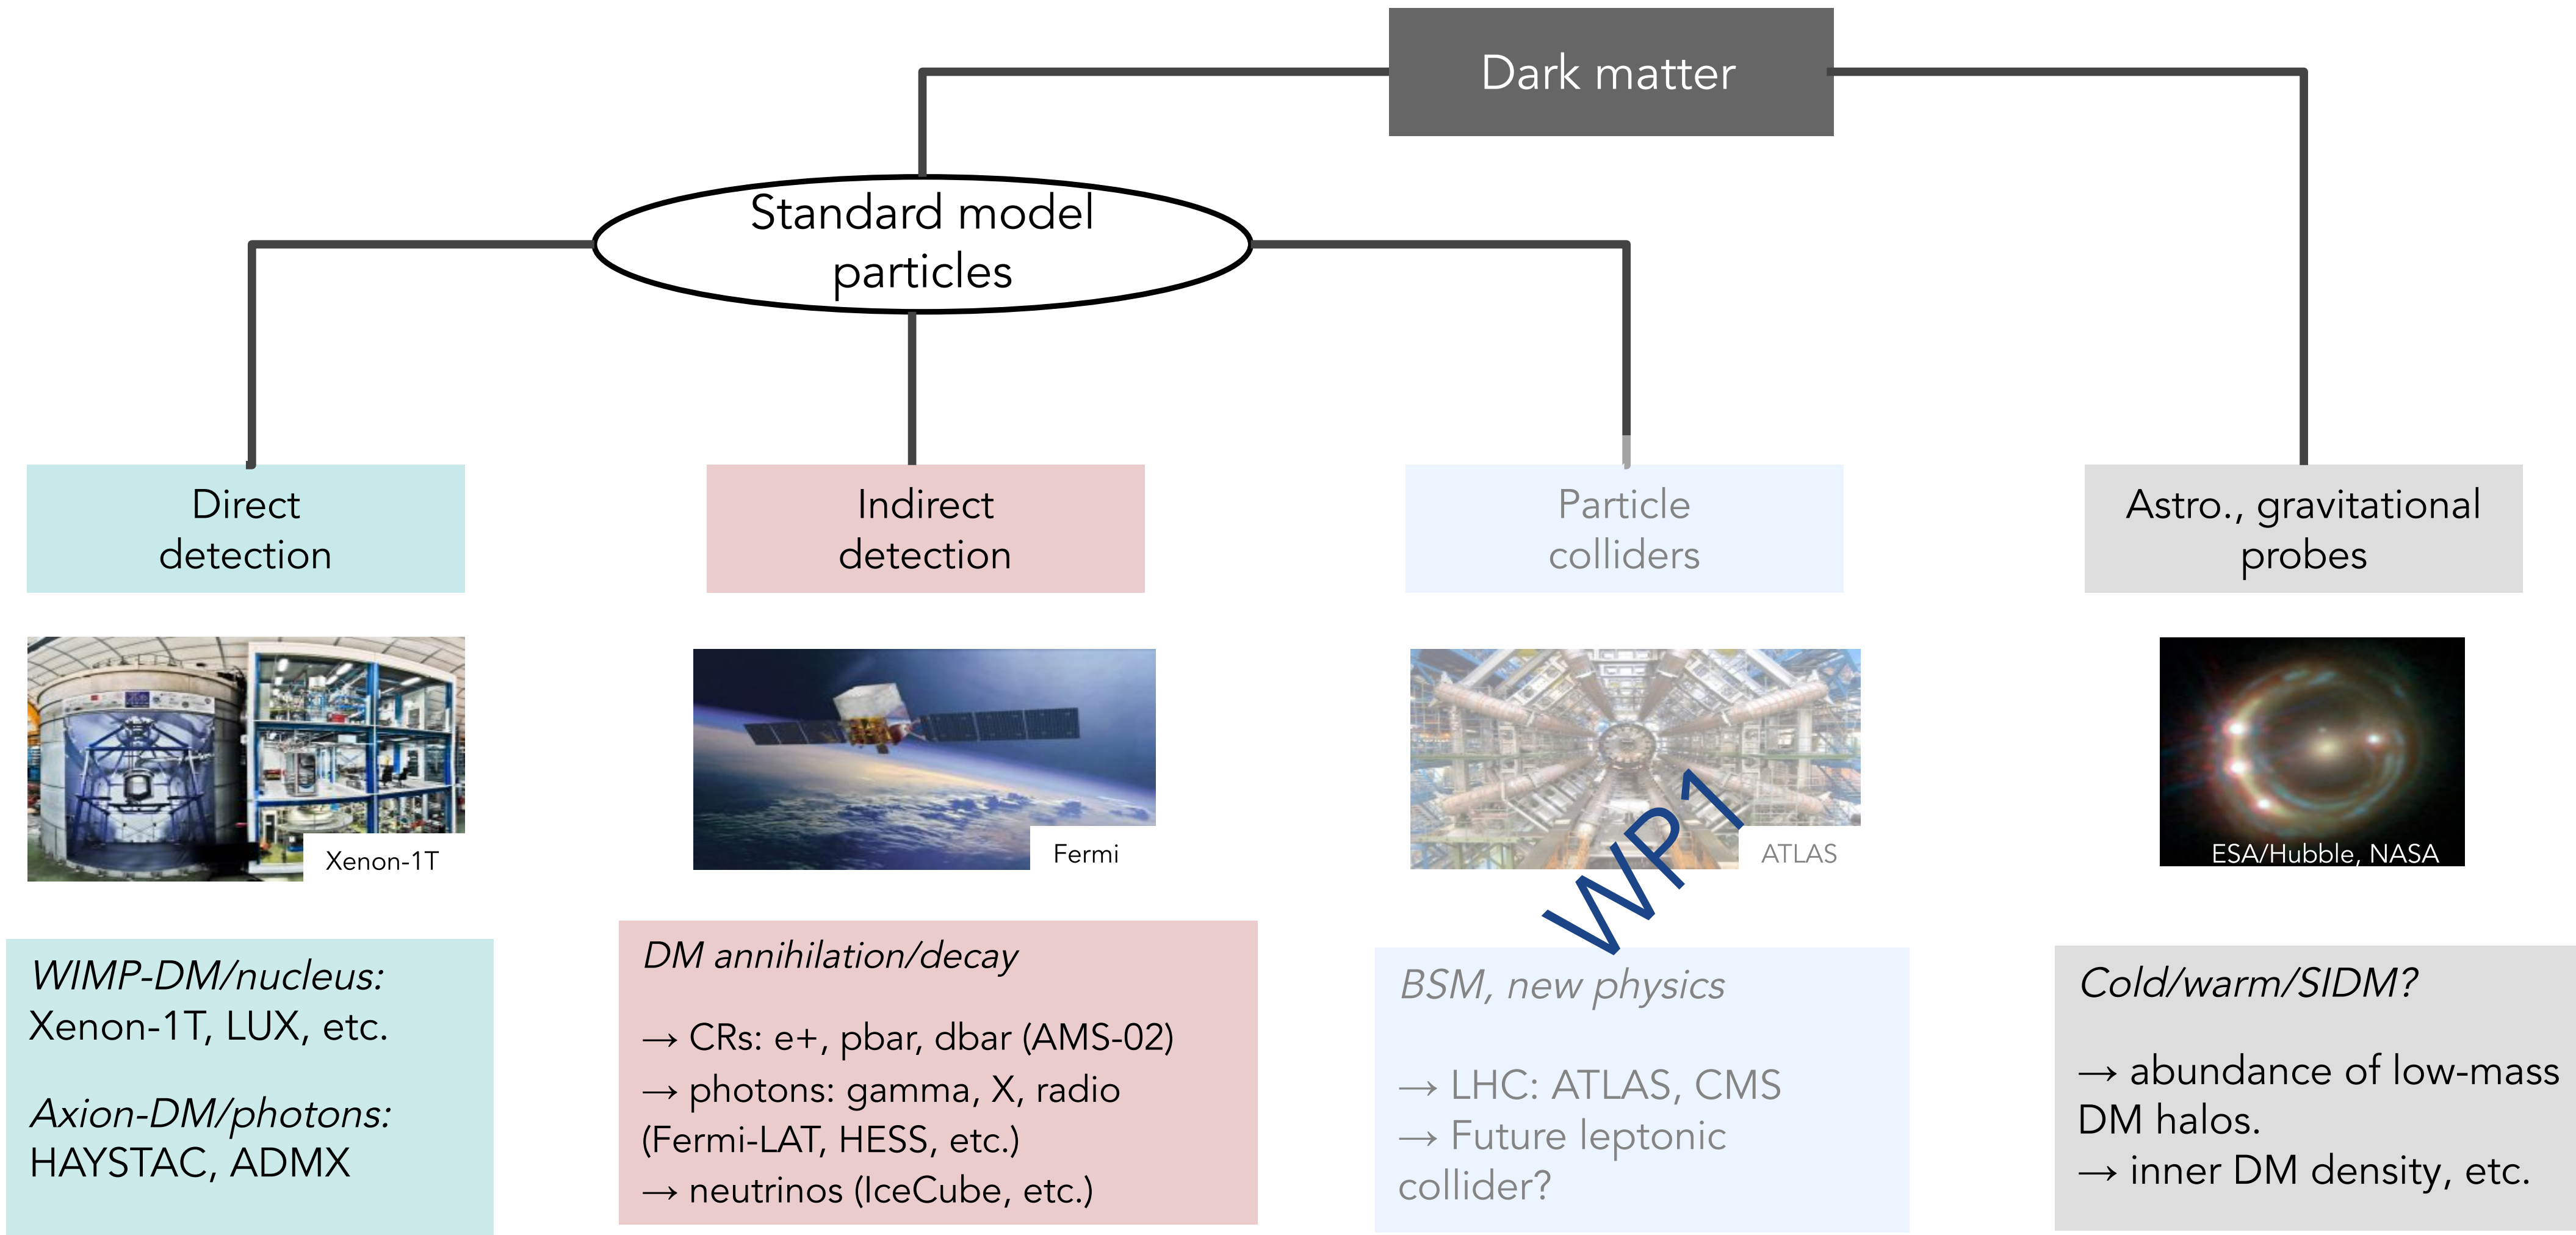 Dark matter
Standard model
particles
Direct
detection
Indirect
detection
Particle
colliders
Astro., gravitational
probes
Xenon-1T
Fermi
ATLAS
WP1
ESA/Hubble, NASA
WIMP-DM/nucleus:
Xenon-1T, LUX, etc.
Axion-DM/photons:
HAYSTAC, ADMX
DM annihilation/decay
→ CRs: e+, pbar, dbar (AMS-02)
→ photons: gamma, X, radio
(Fermi-LAT, HESS, etc.)
→ neutrinos (IceCube, etc.)
BSM, new physics
→ LHC: ATLAS, CMS
→ Future leptonic
collider?
Cold/warm/SIDM?
→ abundance of low-mass
DM halos.
→ inner DM density, etc.